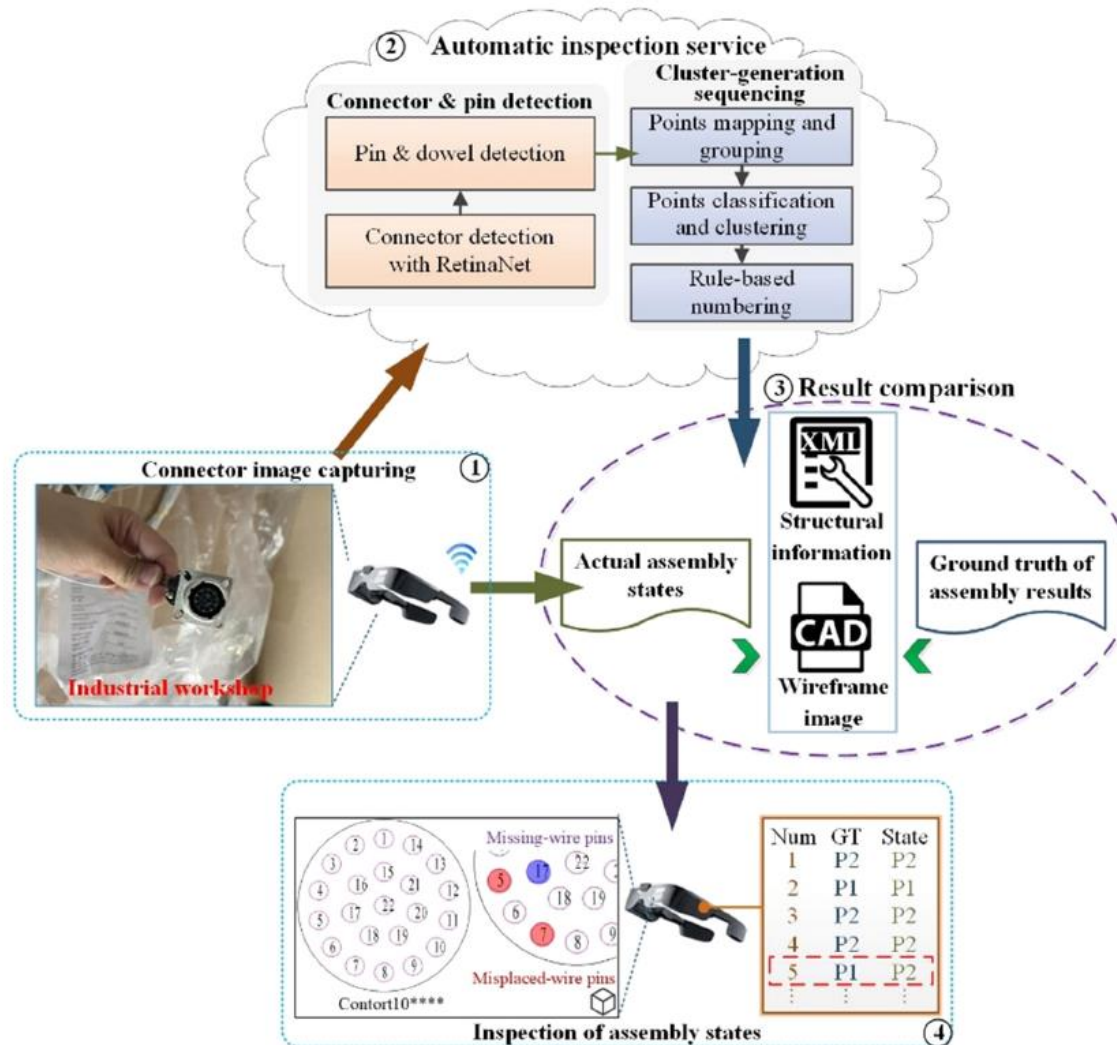 ② Automatic inspection service
Connector & pin detection
Pin & dowel detection
Connector detection
with RetinaNet
Cluster-generation
sequencing
Points mapping and
grouping
Points classification
and clustering
Rule-based
numbering
Connector image capturing
①
Industrial workshop
③ Result comparison
XML
Structural
information
Actual assembly
states
Ground truth of
assembly results
CAD
Wireframe
image
1
2 14
3 13
15
4 16 21 12
22
5 17 20 11
18 19
6 10
7 8 9
Contort10****
Missing-wire pins
22
17
5
18 19
6
7
8 9
Misplaced-wire pins
Num GT State
1 P2 P2
2 P1 P1
3 P2 P2
4 P2 P2
5 P1 P2
⋮ ⋮ ⋮
Inspection of assembly states
④